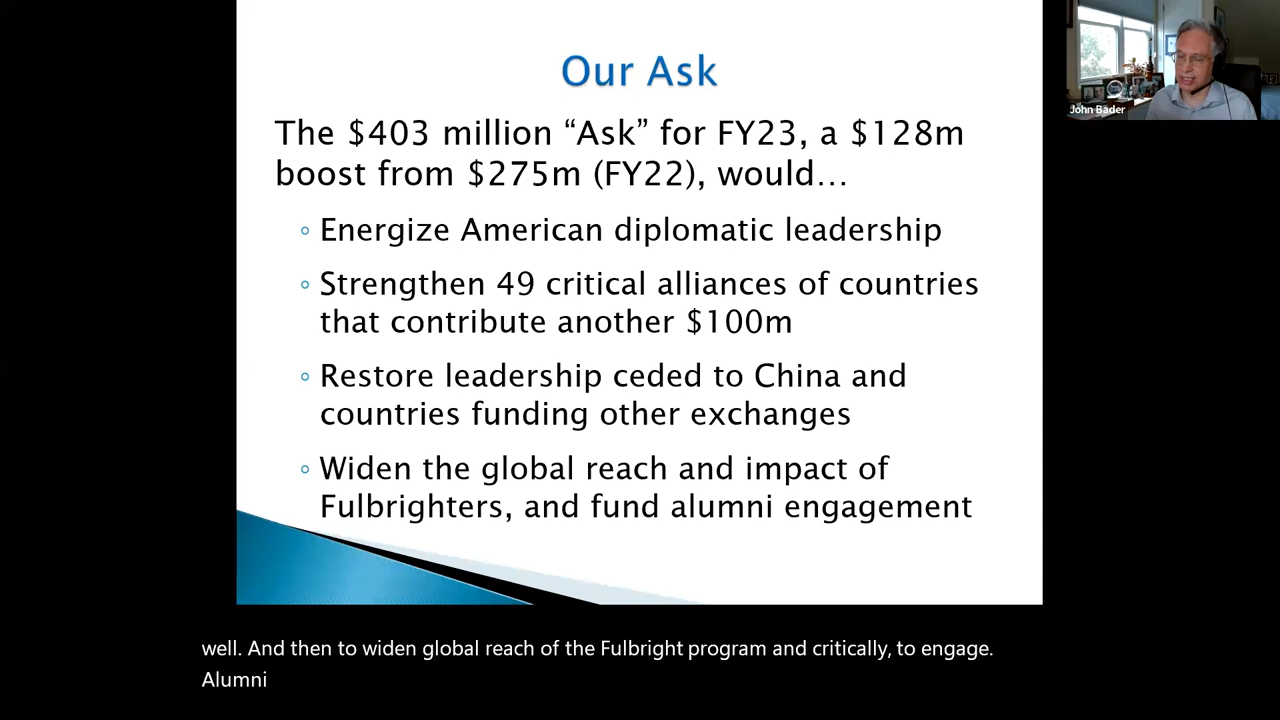 Our Ask
The $403 million “Ask” for FY23, a $128m
boost from $275m (FY22), would…
◦ Energize American diplomatic leadership
◦ Strengthen 49 critical alliances of countries
that contribute another $100m
◦ Restore leadership ceded to China and
countries funding other exchanges
◦ Widen the global reach and impact of
Fulbrighters, and fund alumni engagement
John Bader
well. And then to widen global reach of the Fulbright program and critically, to engage.
Alumni